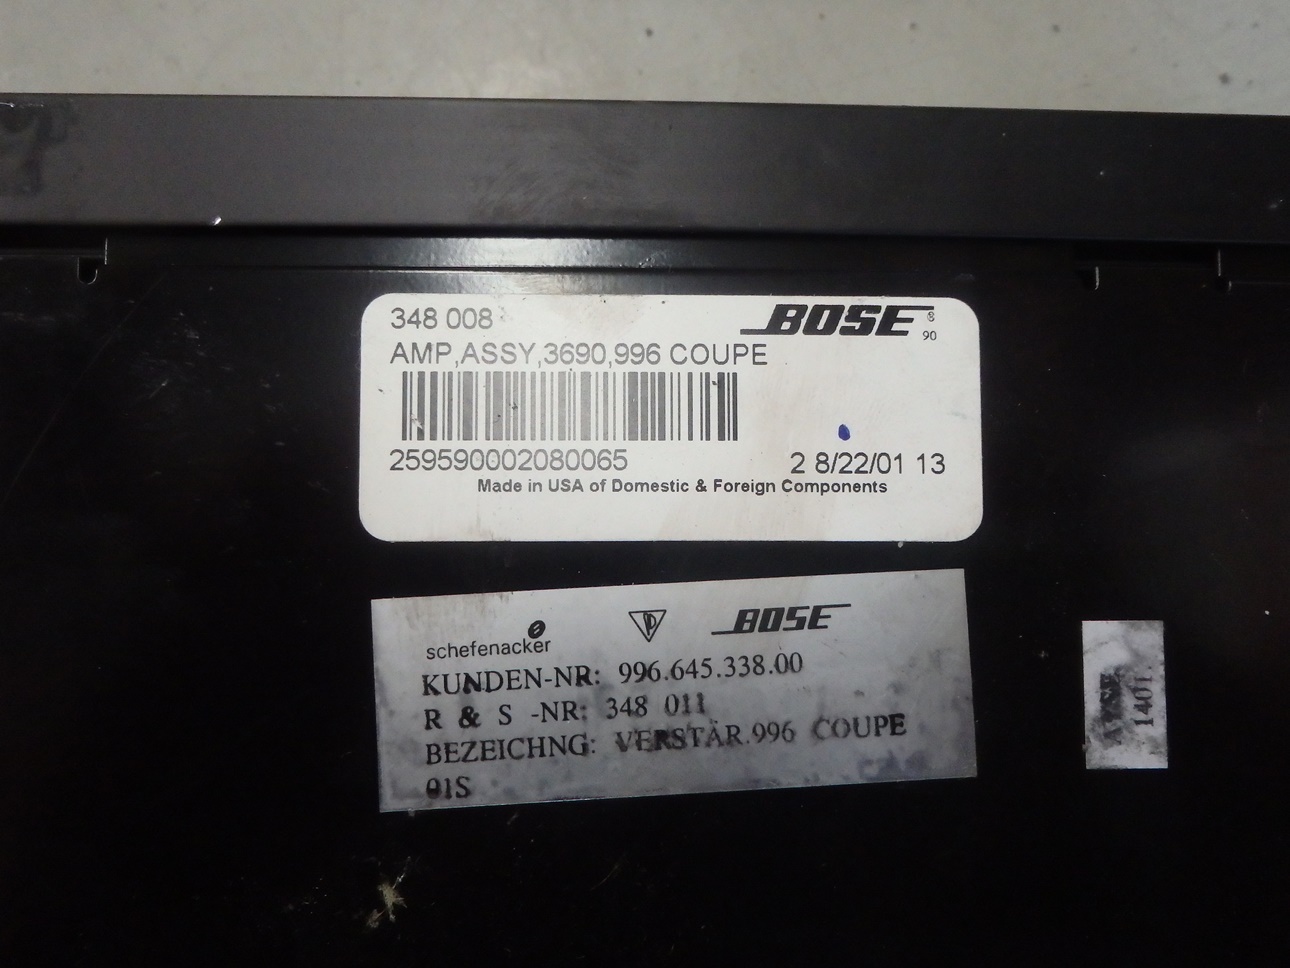 348 008
BOSE ®
90
AMP,ASSY,3690,996 COUPE
259590002080065
2 8/22/01 13
Made in USA of Domestic & Foreign Components
schefenacker
BOSE
KUNDEN-NR: 996.645.338.00
R & S -NR: 348 011
BEZEICHNG: VERSTÄR.996 COUPE
01S
1401.